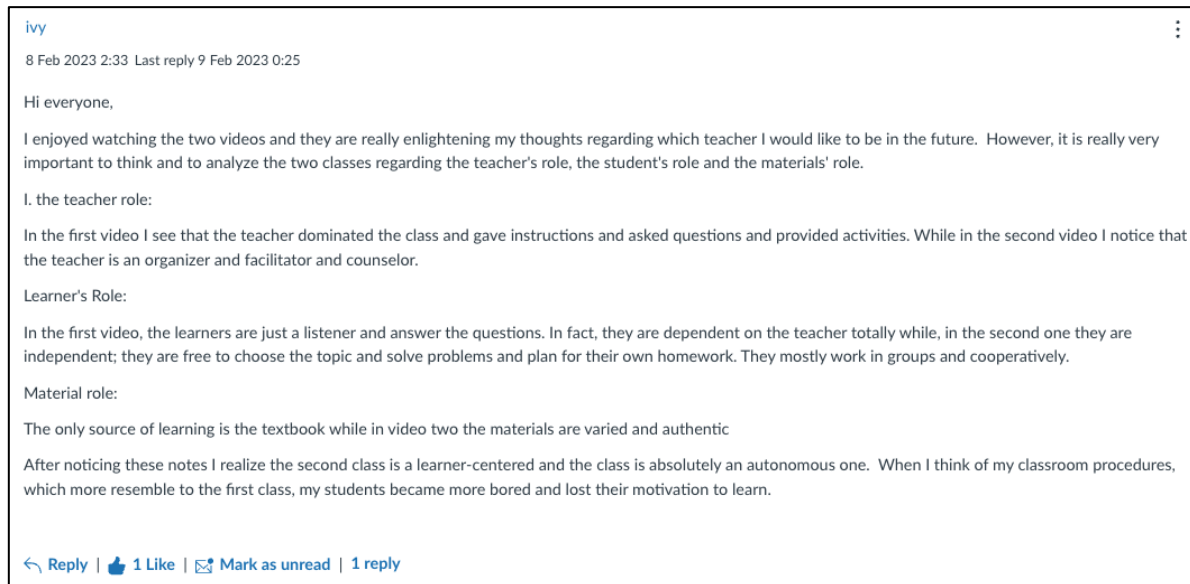 ivy
8 Feb 2023 2:33 Last reply 9 Feb 2023 0:25
Hi everyone,
I enjoyed watching the two videos and they are really enlightening my thoughts regarding which teacher I would like to be in the future.  However, it is really very
important to think and to analyze the two classes regarding the teacher's role, the student's role and the materials' role.
I. the teacher role:
In the first video I see that the teacher dominated the class and gave instructions and asked questions and provided activities. While in the second video I notice that
the teacher is an organizer and facilitator and counselor.
Learner's Role:
In the first video, the learners are just a listener and answer the questions. In fact, they are dependent on the teacher totally while, in the second one they are
independent; they are free to choose the topic and solve problems and plan for their own homework. They mostly work in groups and cooperatively.
Material role:
The only source of learning is the textbook while in video two the materials are varied and authentic
After noticing these notes I realize the second class is a learner-centered and the class is absolutely an autonomous one.  When I think of my classroom procedures,
which more resemble to the first class, my students became more bored and lost their motivation to learn.
Reply | 1 Like | Mark as unread | 1 reply